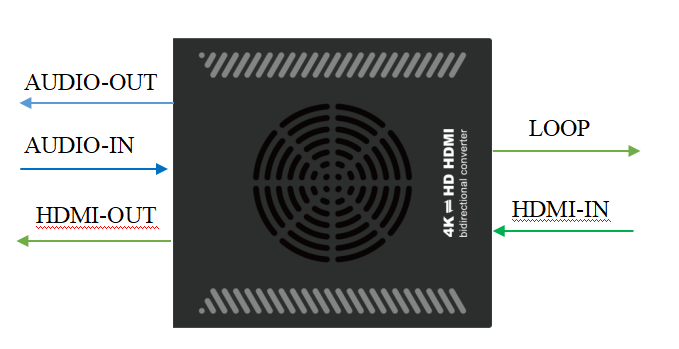 AUDIO-OUT
AUDIO-IN
HDMI-OUT
4K⇌HD HDMI
bidirectional converter
LOOP
HDMI-IN